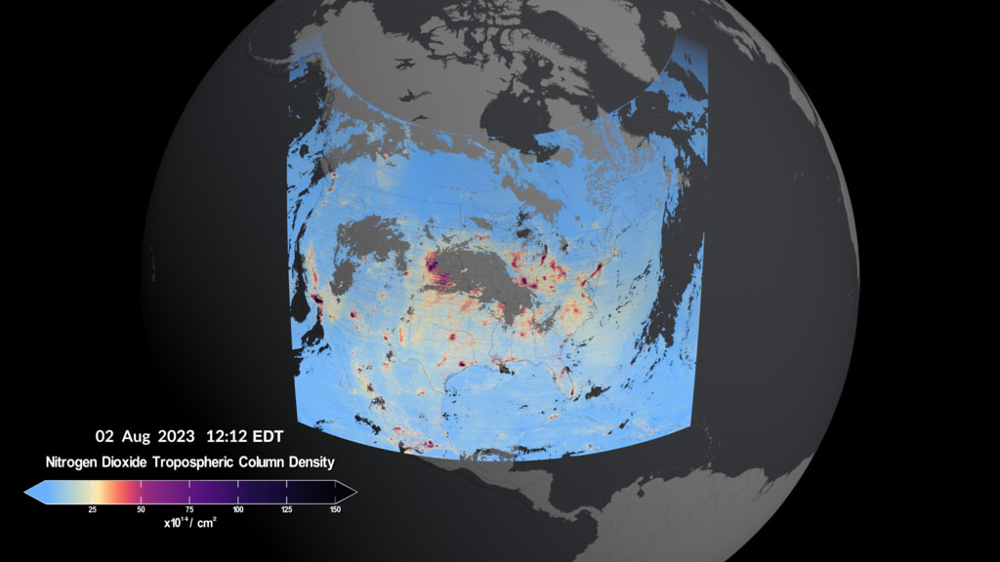 02 Aug 2023 12:12 EDT
Nitrogen Dioxide Tropospheric Column Density
25 50 75 100 125 150
x10¹⁴/ cm²